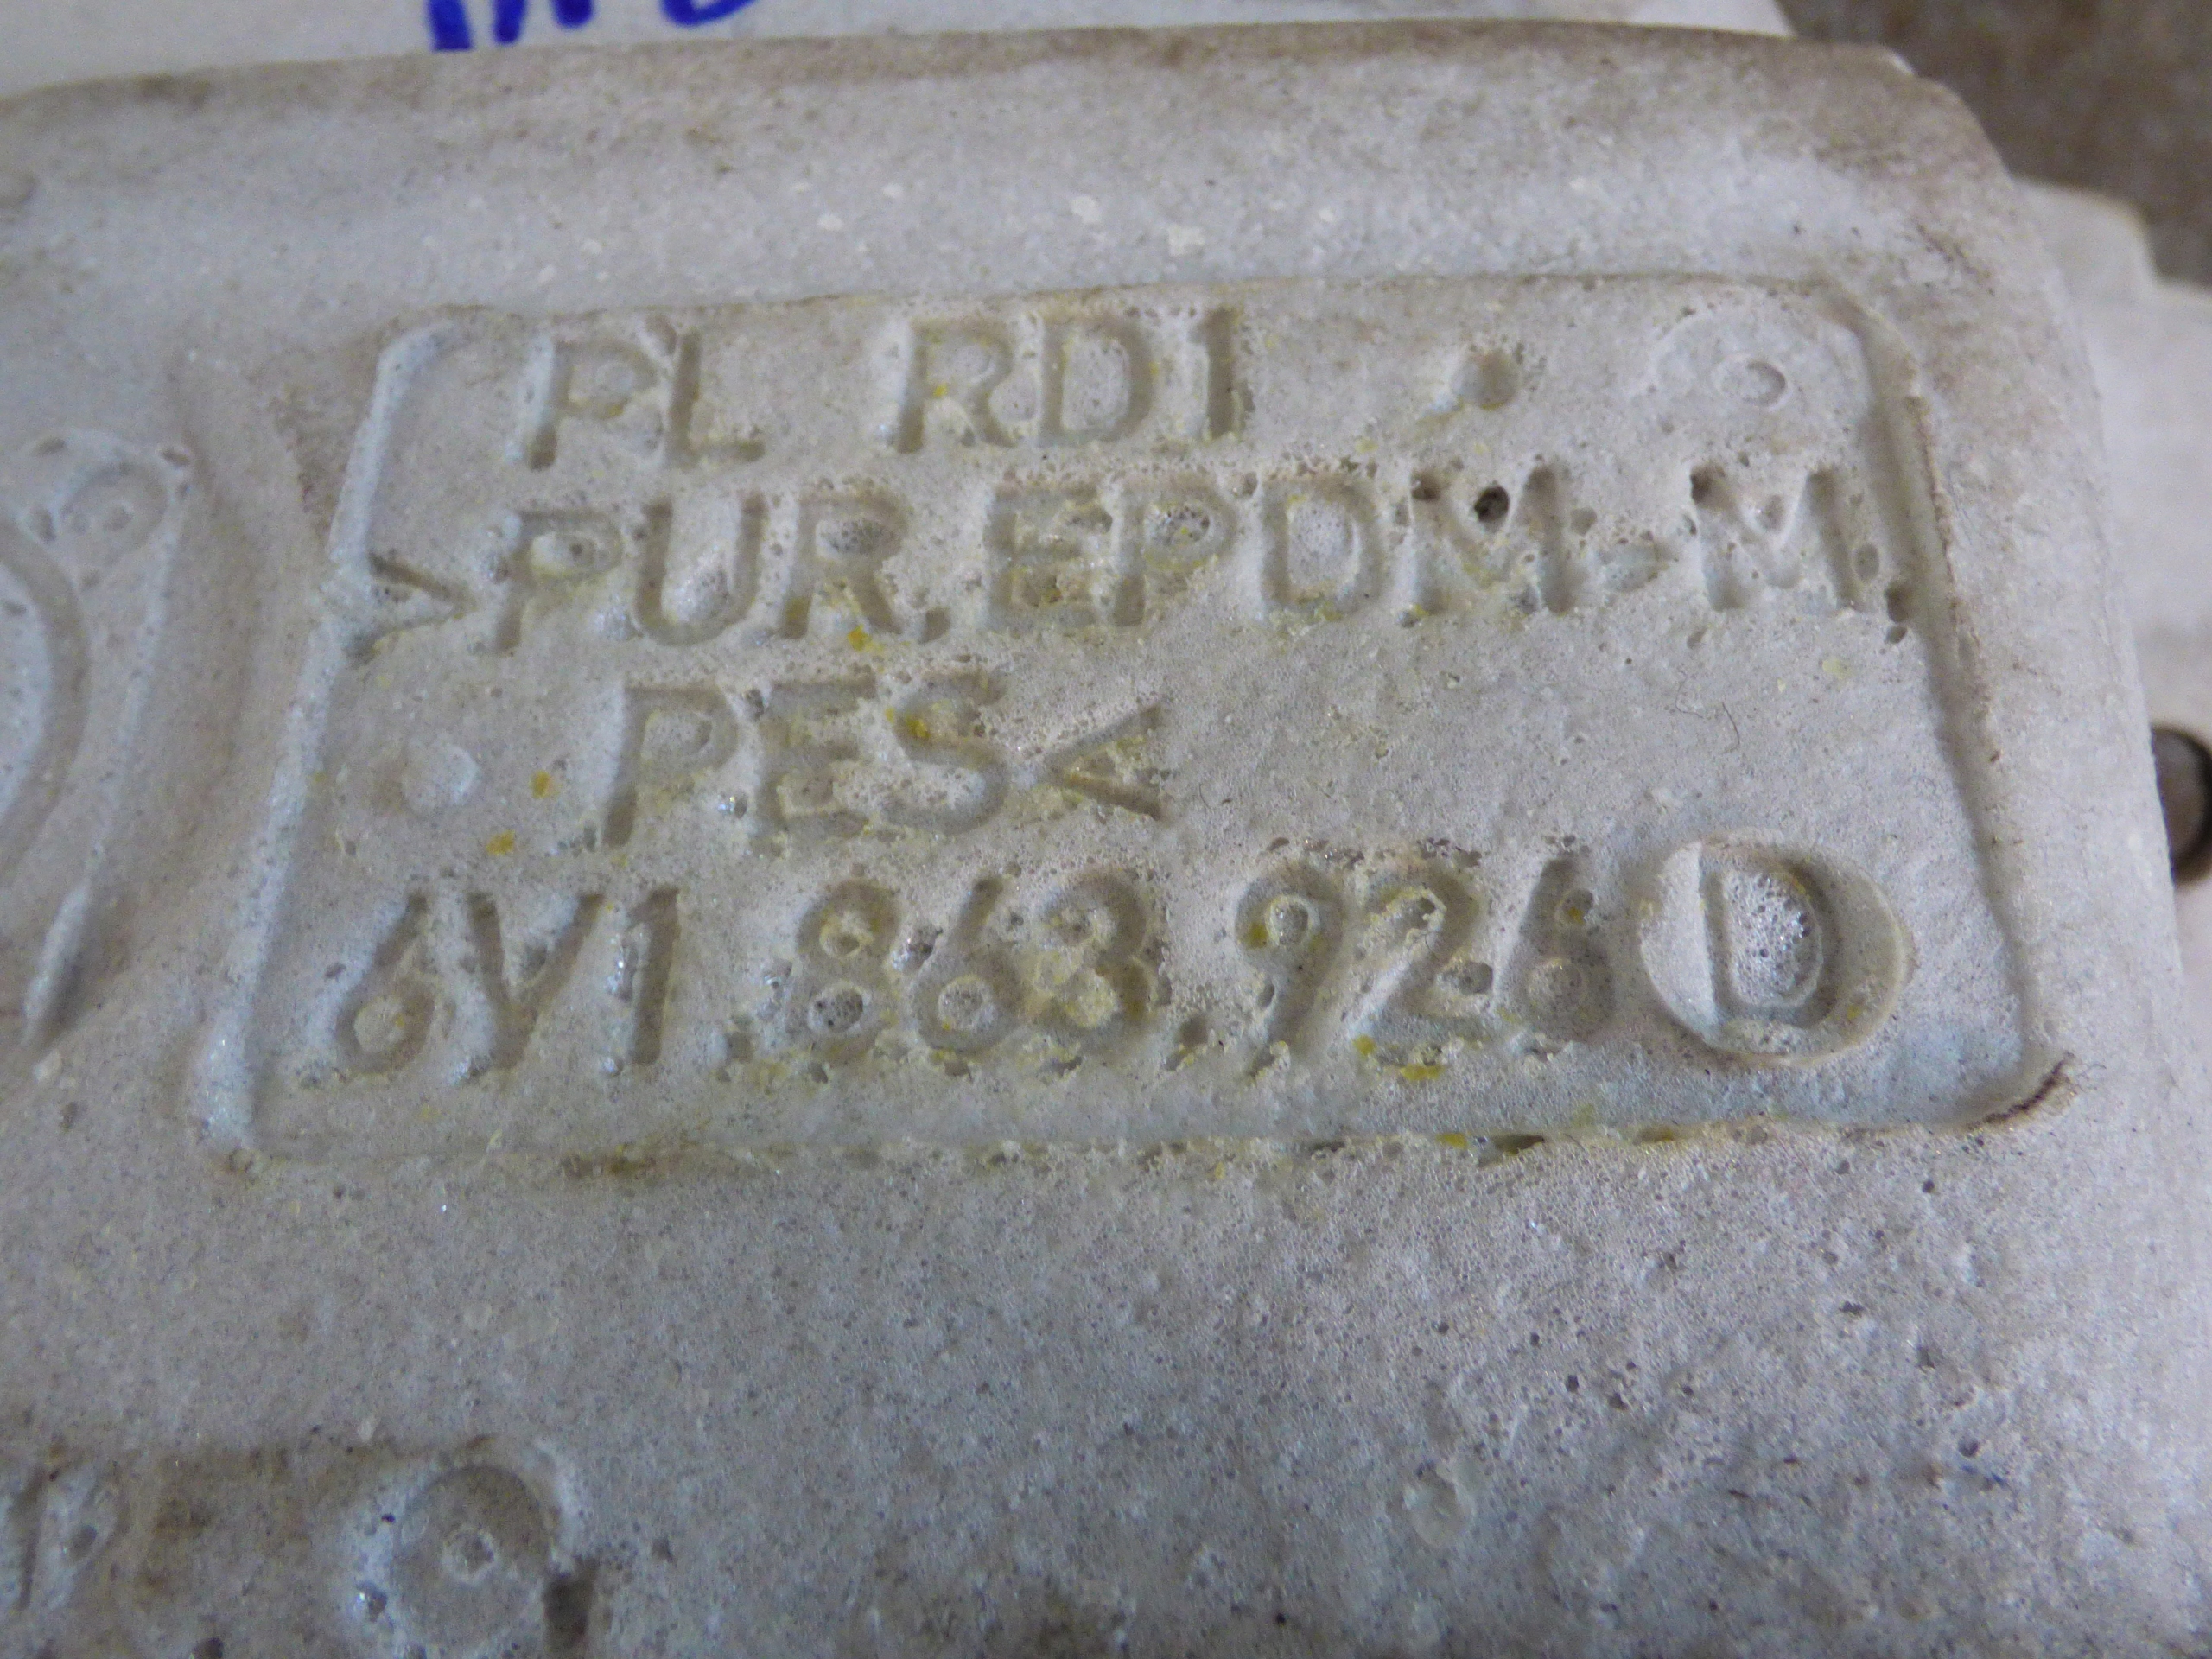 PL RD1
>PUR.EPDM-M,
PES<
6V1.863.926 D